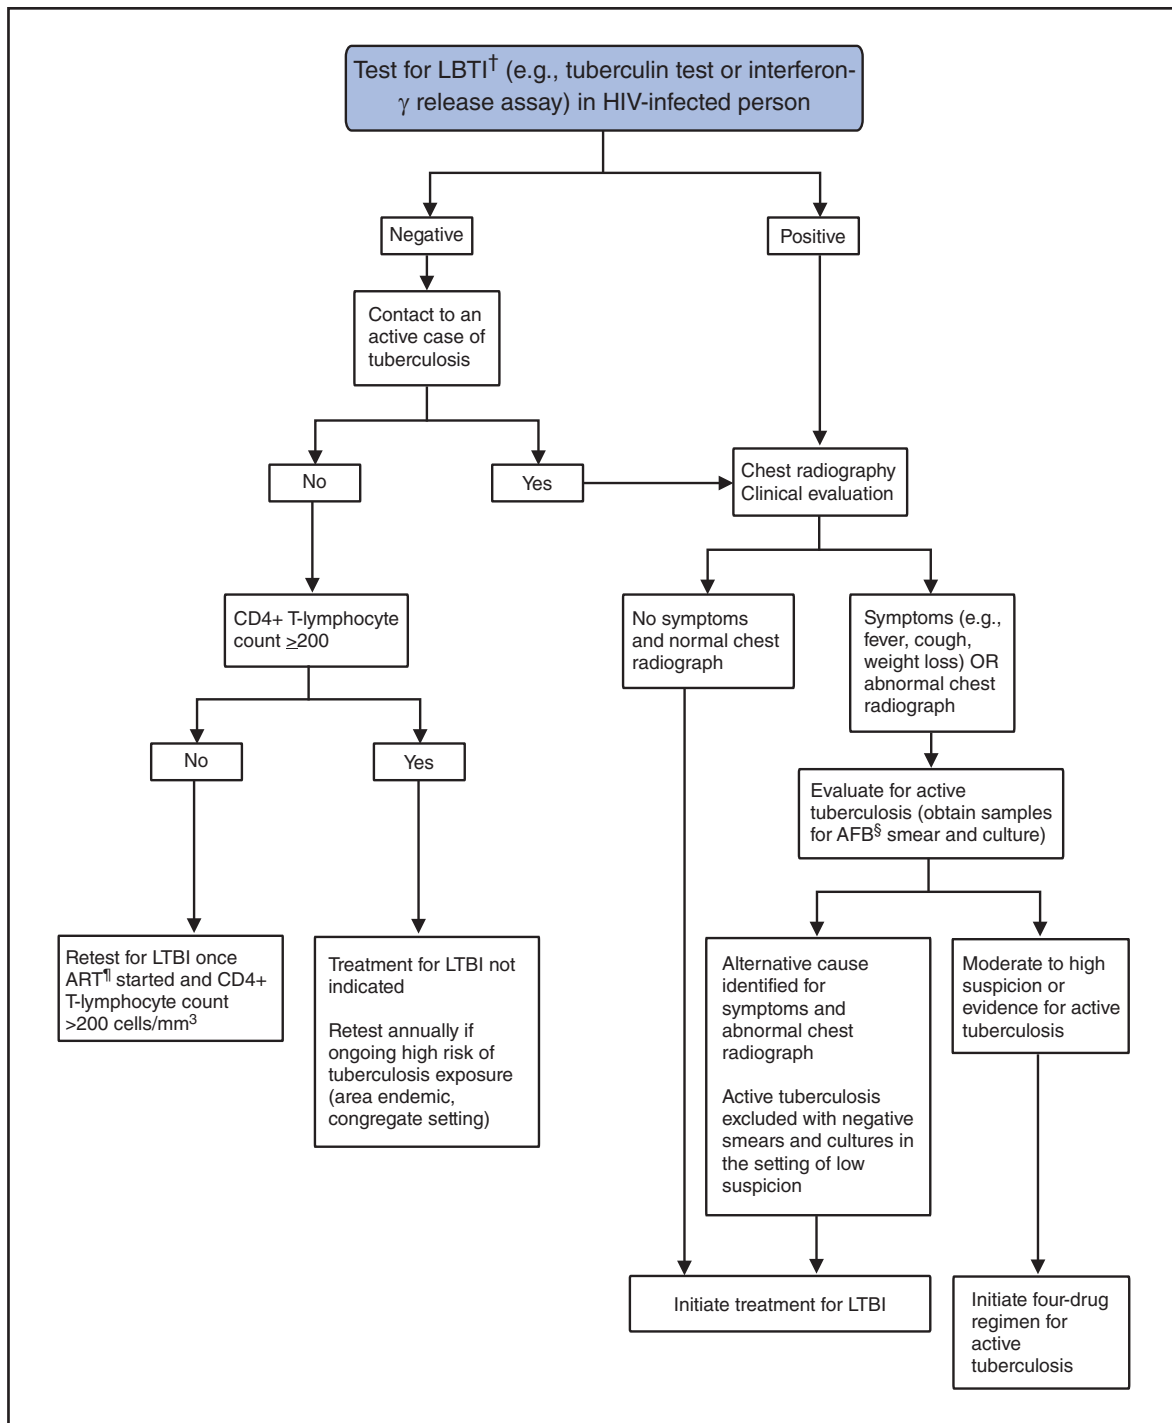 Test for LBTI† (e.g., tuberculin test or interferon-
γ release assay) in HIV-infected person
Negative
Positive
Contact to an
active case of
tuberculosis
No
Yes
Chest radiography
Clinical evaluation
CD4+ T-lymphocyte
count ≥200
No symptoms
and normal chest
radiograph
Symptoms (e.g.,
fever, cough,
weight loss) OR
abnormal chest
radiograph
No
Yes
Evaluate for active
tuberculosis (obtain samples
for AFB§ smear and culture)
Retest for LTBI once
ART¶ started and CD4+
T-lymphocyte count
>200 cells/mm³
Treatment for LTBI not
indicated
Retest annually if
ongoing high risk of
tuberculosis exposure
(area endemic,
congregate setting)
Alternative cause
identified for
symptoms and
abnormal chest
radiograph
Active tuberculosis
excluded with negative
smears and cultures in
the setting of low
suspicion
Moderate to high
suspicion or
evidence for active
tuberculosis
Initiate treatment for LTBI
Initiate four-drug
regimen for
active
tuberculosis